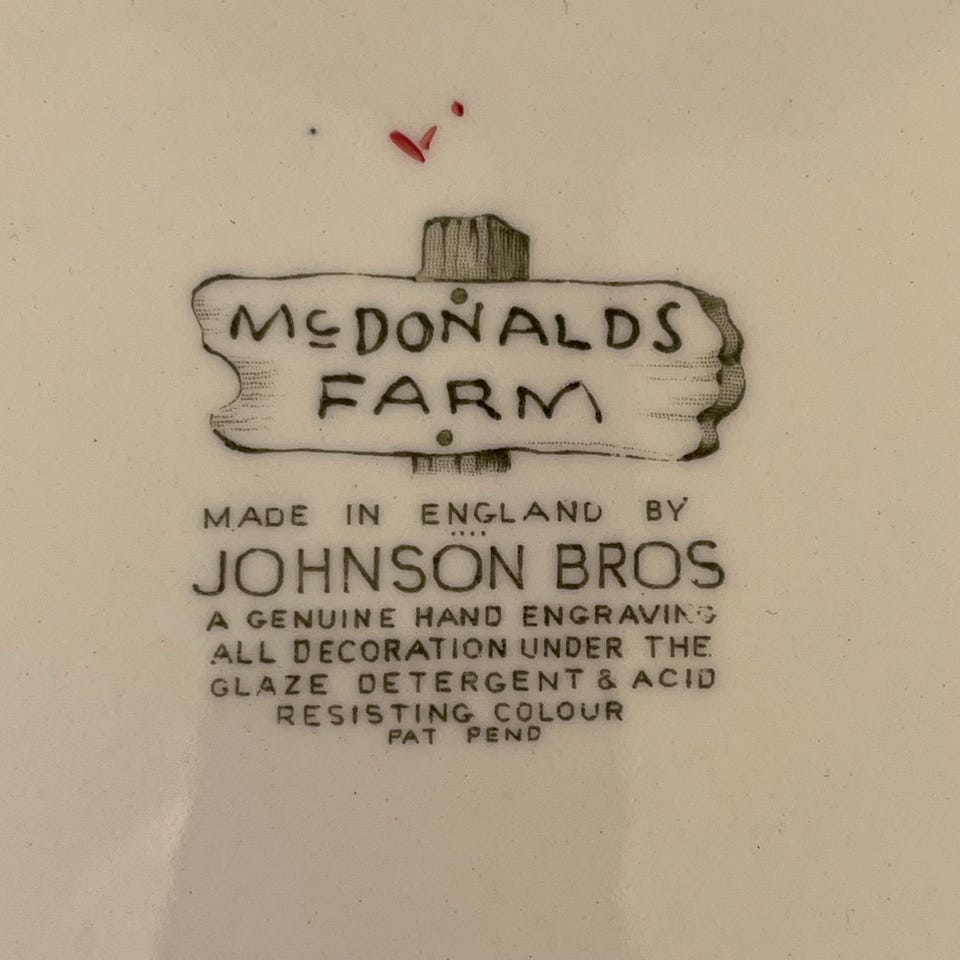 McDONALDS
FARM
MADE IN ENGLAND BY
JOHNSON BROS
A GENUINE HAND ENGRAVING
ALL DECORATION UNDER THE
GLAZE DETERGENT & ACID
RESISTING COLOUR
PAT PEND